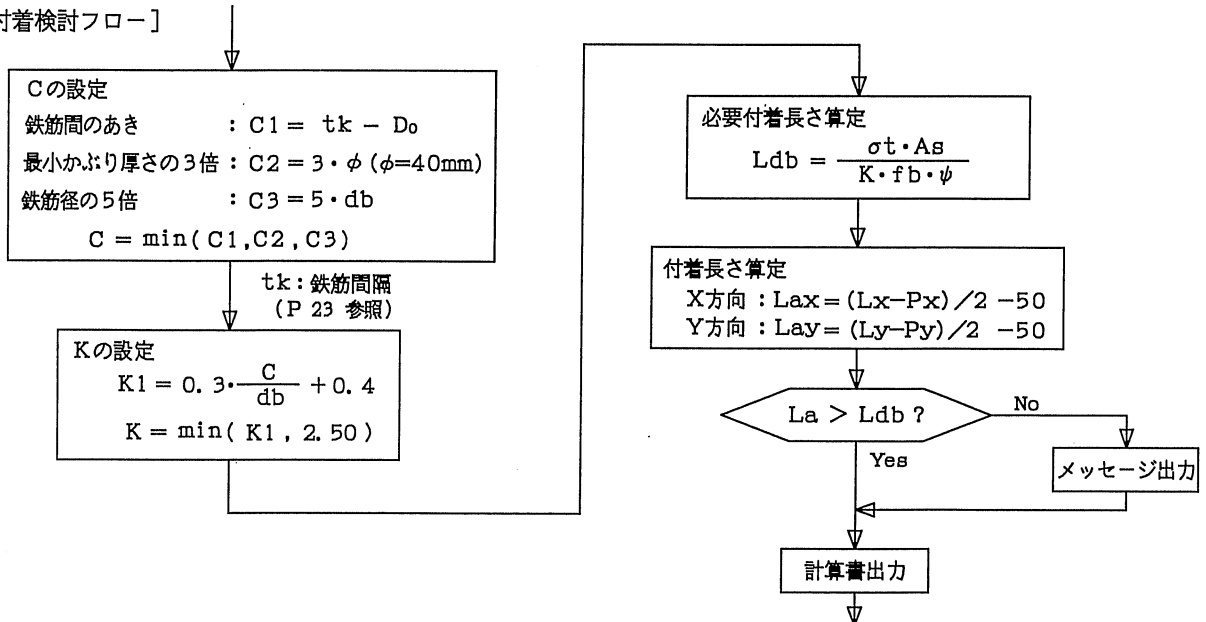 付着検討フロー]
Cの設定
鉄筋間のあき : C1 = tk − Do
最小かぶり厚さの3倍 : C2 = 3・φ (φ=40mm)
鉄筋径の5倍 : C3 = 5・db
C = min( C1,C2,C3)
tk：鉄筋間隔
(P 23 参照)
Kの設定
K1 = 0.3・C/db + 0.4
K = min( K1, 2.50 )
必要付着長さ算定
Ldb = σt・As / K・fb・ψ
付着長さ算定
X方向：Lax = (Lx−Px)／2 −50
Y方向：Lay = (Ly−Py)／2 −50
La > Ldb ?
No
Yes
メッセージ出力
計算書出力